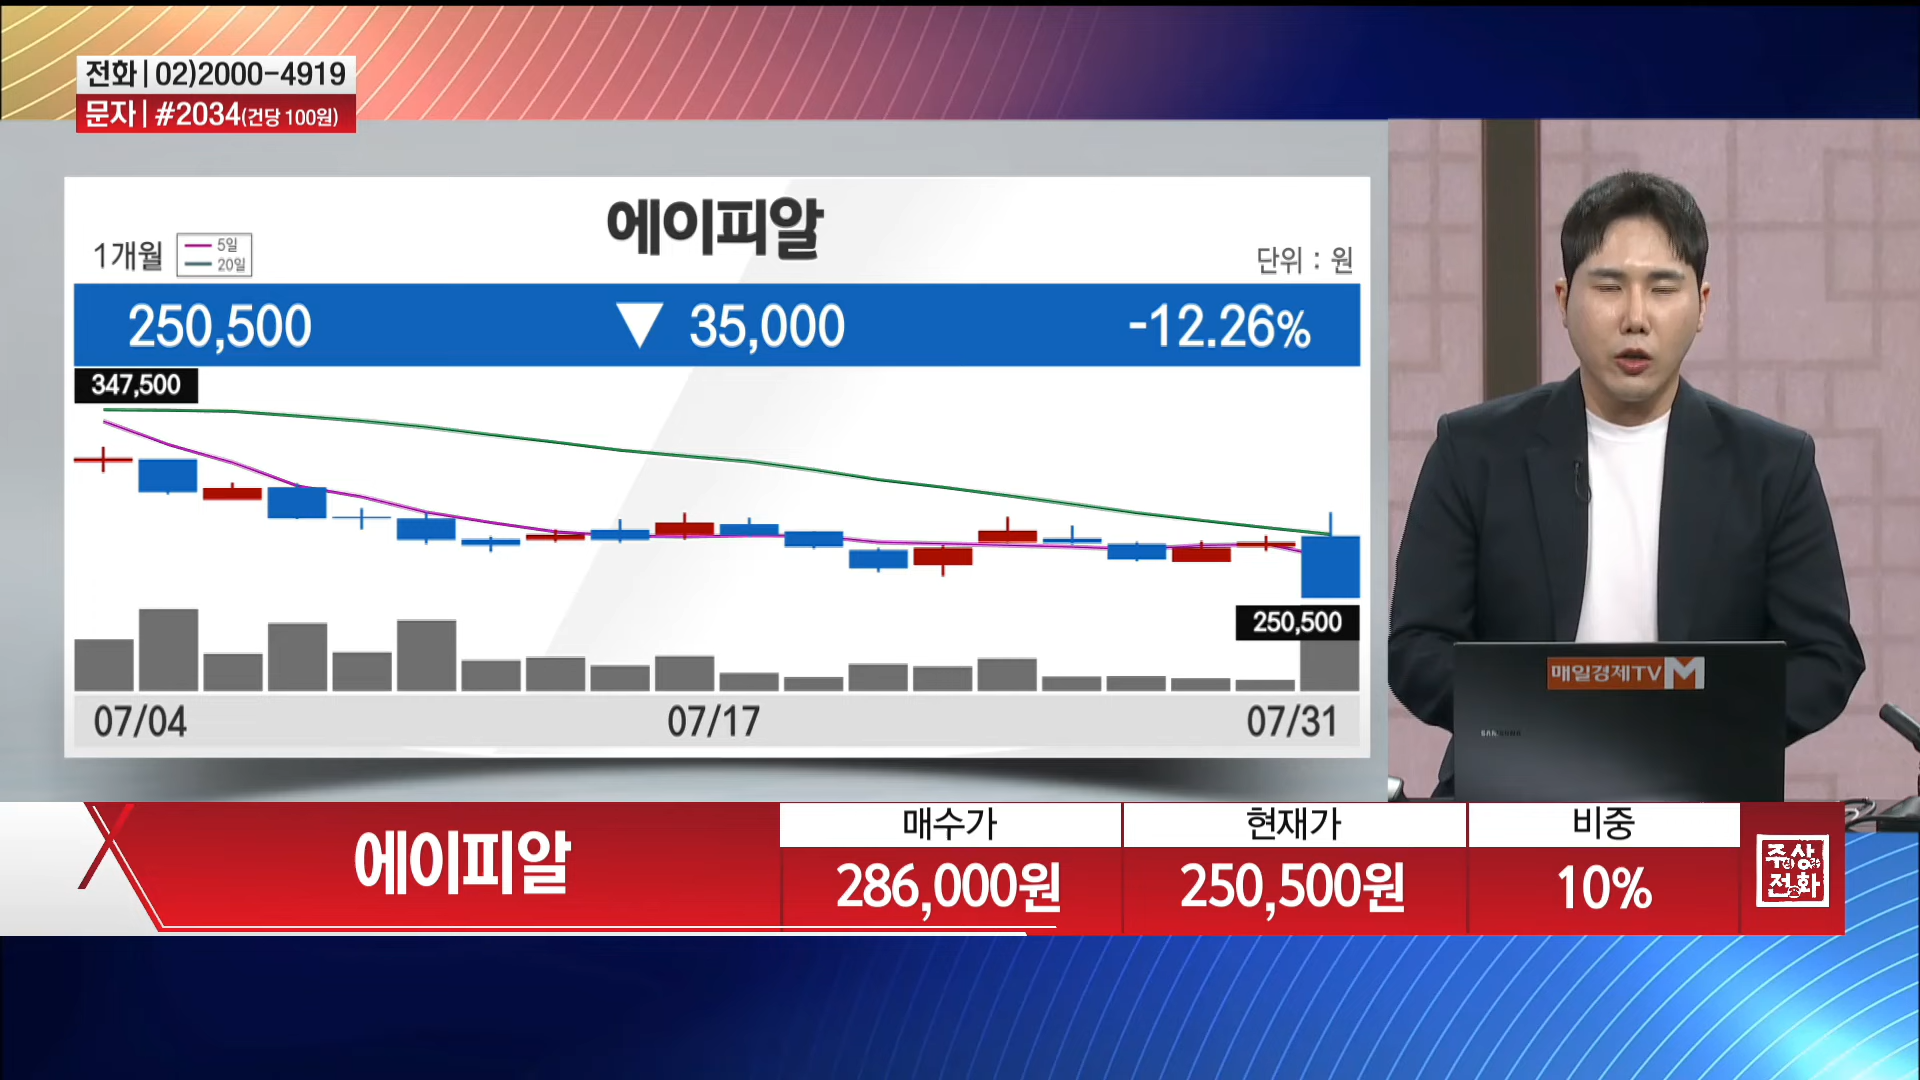 전화 | 02)2000-4919
문자 | #2034(건당 100원)
에이피알
1개월
5일
20일
단위 : 원
250,500 ▼ 35,000 -12.26%
347,500
250,500
07/04 07/17 07/31
매일경제TV M
SAMSUNG
에이피알
매수가 현재가 비중
286,000원 250,500원 10%
주상
전화